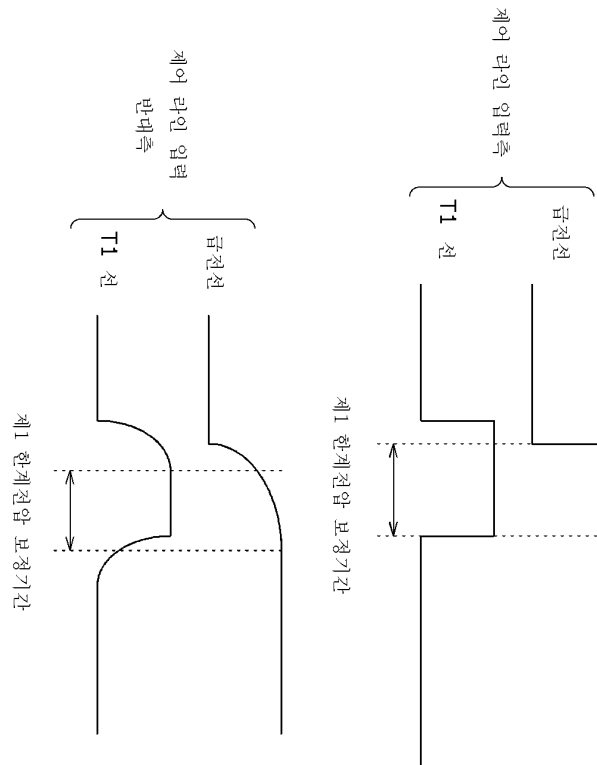 제어 라인 입력측
급전선
T1 선
제1 한계전압 보정기간
제어 라인 입력
반대측
급전선
T1 선
제1 한계전압 보정기간